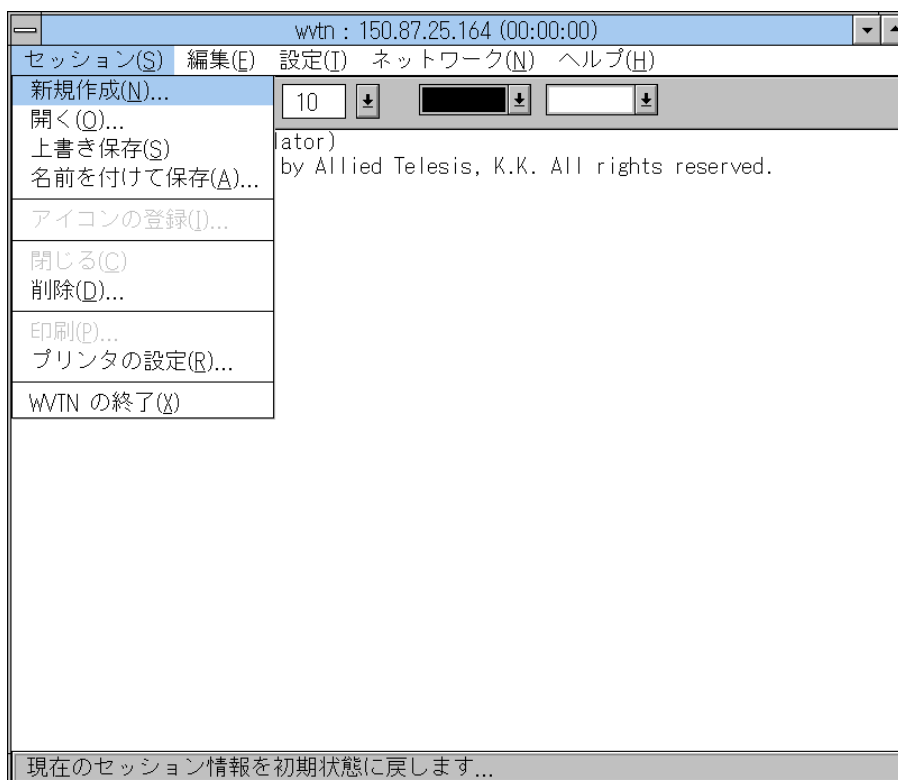 wvtn : 150.87.25.164 (00:00:00)
セッション(S) 編集(E) 設定(T) ネットワーク(N) ヘルプ(H)
新規作成(N)...
10
開く(O)...
上書き保存(S)
lator)
名前を付けて保存(A)...
by Allied Telesis, K.K. All rights reserved.
アイコンの登録(I)...
閉じる(C)
削除(D)...
印刷(P)...
プリンタの設定(R)...
WVTN の終了(X)
現在のセッション情報を初期状態に戻します...